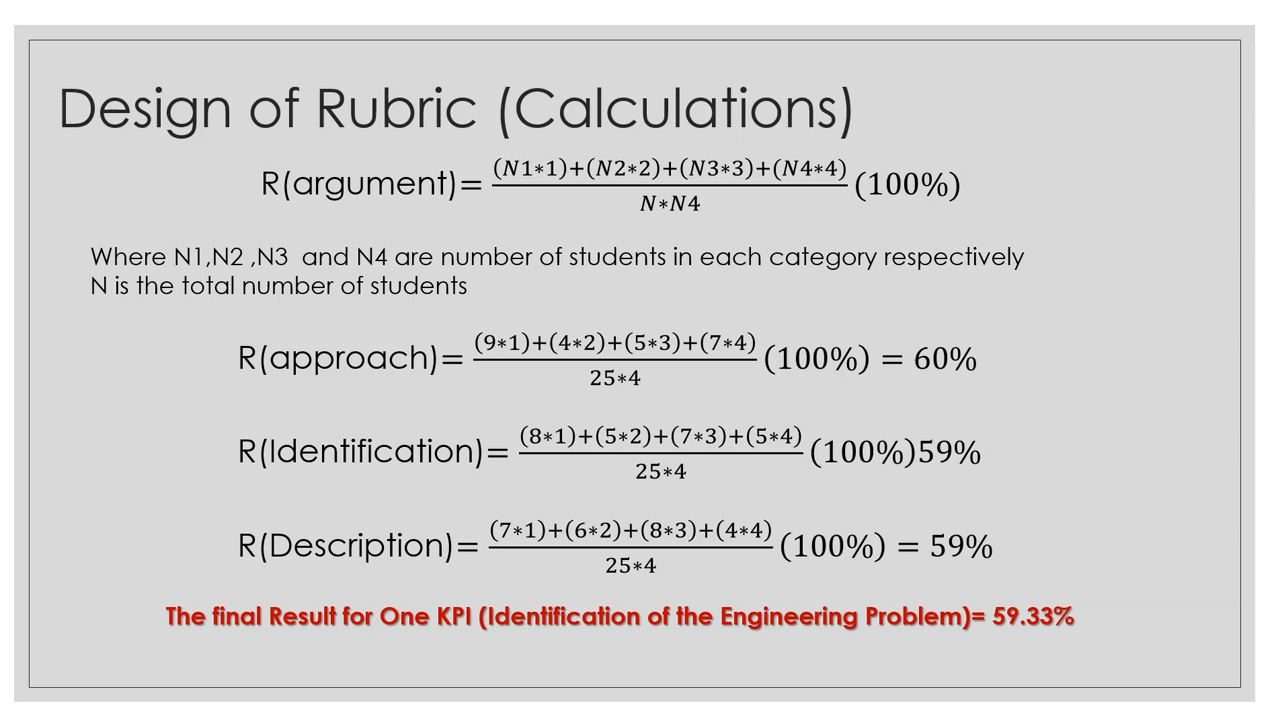 Design of Rubric (Calculations)
R(argument)= \frac{(N1*1)+(N2*2)+(N3*3)+(N4*4)}{N*N4} (100%)
Where N1,N2 ,N3 and N4 are number of students in each category respectively
N is the total number of students
R(approach)= \frac{(9*1)+(4*2)+(5*3)+(7*4)}{25*4} (100%) = 60%
R(Identification)= \frac{(8*1)+(5*2)+(7*3)+(5*4)}{25*4} (100%)59%
R(Description)= \frac{(7*1)+(6*2)+(8*3)+(4*4)}{25*4} (100%) = 59%
The final Result for One KPI (Identification of the Engineering Problem)= 59.33%